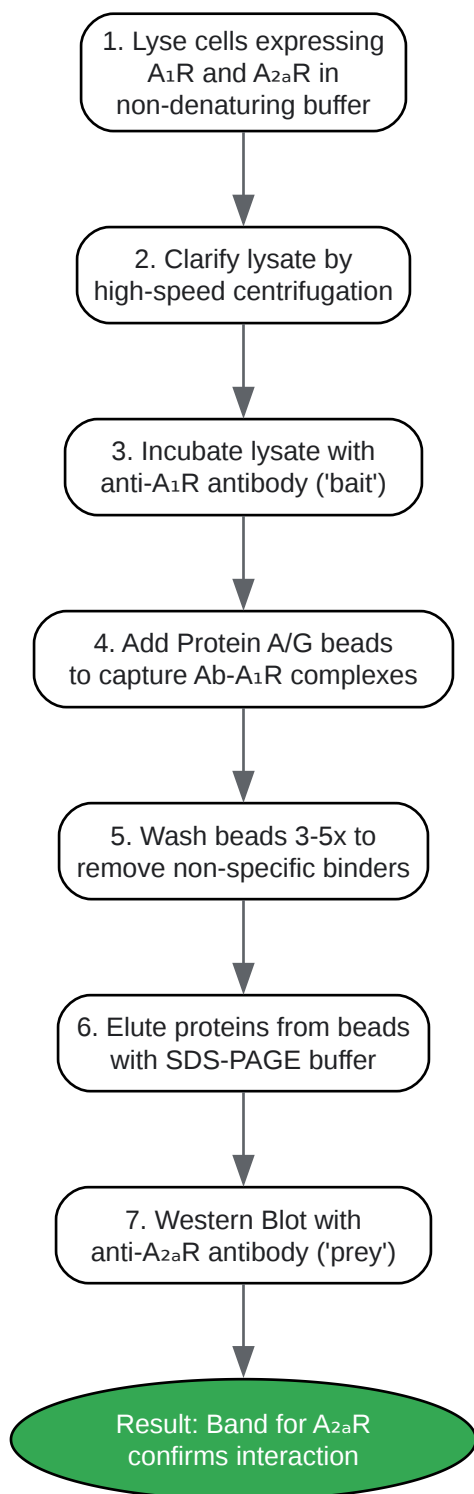 1. Lyse cells expressing
A₁R and A₂ₐR in
non-denaturing buffer
2. Clarify lysate by
high-speed centrifugation
3. Incubate lysate with
anti-A₁R antibody ('bait')
4. Add Protein A/G beads
to capture Ab-A₁R complexes
5. Wash beads 3-5x to
remove non-specific binders
6. Elute proteins from beads
with SDS-PAGE buffer
7. Western Blot with
anti-A₂ₐR antibody ('prey')
Result: Band for A₂ₐR
confirms interaction